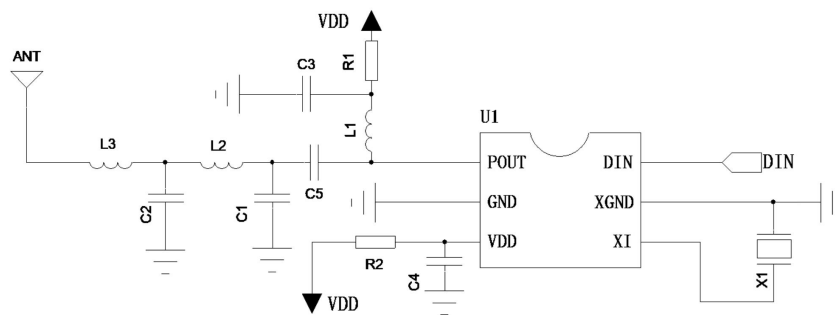 VDD
ANT
R1
C3
U1
L1
L3
L2
POUT
DIN
DIN
C5
C2
C1
GND
XGND
VDD
XI
R2
C4
X1
VDD